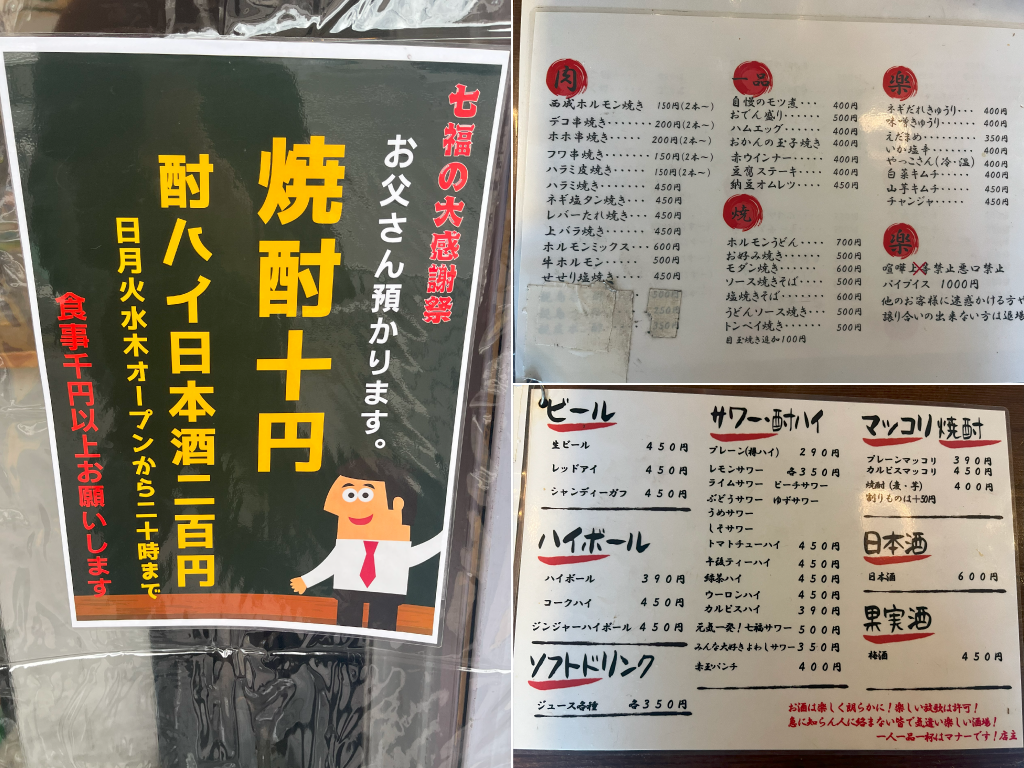 七福の大感謝祭
お父さん預かります。
焼酎十円
酎ハイ日本酒二百円
日月火水木オープンから二十時まで
食事千円以上お願いします
肉
西成ホルモン焼き 150円(2本〜)
デコ串焼き・・・・・・・200円(2本〜)
ホホ串焼き・・・・・・200円(2本〜)
フワ串焼き・・・・・・・150円(2本〜)
ハラミ皮焼き・・・・・150円(2本〜)
ハラミ焼き・・・・・・450円
ネギ塩タン焼き・・・450円
レバーたれ焼き・・・450円
上バラ焼き・・・・・・450円
ホルモンミックス・・・600円
牛ホルモン・・・・・500円
せせり塩焼き・・・・450円
一品
自慢のモツ煮・・・400円
おでん盛り・・・・・・500円
ハムエッグ・・・・・400円
おかんの玉子焼き 400円
赤ウインナー・・・・400円
豆腐ステーキ・・・400円
納豆オムレツ・・・450円
焼
ホルモンうどん・・・・・700円
お好み焼き・・・・・・500円
モダン焼き・・・・・・600円
ソース焼きそば・・・・500円
塩焼きそば・・・・・・600円
うどんソース焼き・・・500円
トンペイ焼き・・・・・500円
目玉焼き追加100円
楽
ネギだれきゅうり・・・400円
味噌きゅうり・・・・400円
えだまめ・・・・・・350円
いか塩辛・・・・・・400円
やっこさん(冷・温)400円
白菜キムチ・・・・400円
山芋キムチ・・・・450円
チャンジャ・・・・450円
楽
喧嘩上等禁止悪口禁止
バイブイス 1000円
他のお客様に迷惑かける方や
譲り合いの出来ない方は退場
ビール
生ビール 450円
レッドアイ 450円
シャンディーガフ 450円
ハイボール
ハイボール 390円
コークハイ 450円
ジンジャーハイボール 450円
ソフトドリンク
ジュース各種 各350円
サワー・酎ハイ
プレーン(樽ハイ) 290円
レモンサワー 各350円
ライムサワー ピーチサワー
ぶどうサワー ゆずサワー
うめサワー
しそサワー
トマトチューハイ 450円
午後ティーハイ 450円
緑茶ハイ 450円
ウーロンハイ 450円
カルピスハイ 390円
元気一発!七福サワー 500円
みんな大好きよわしサワー 350円
赤玉パンチ 400円
マッコリ 焼酎
プレーンマッコリ 390円
カルピスマッコリ 450円
焼酎(麦・芋) 400円
割りものは+50円
日本酒
日本酒 600円
果実酒
梅酒 450円
お酒は楽しく朗らかに!楽しい放歌は許可!
見に知らん人に絡まない皆で気遣い楽しい酒場!
一人一品一杯はマナーです!店主